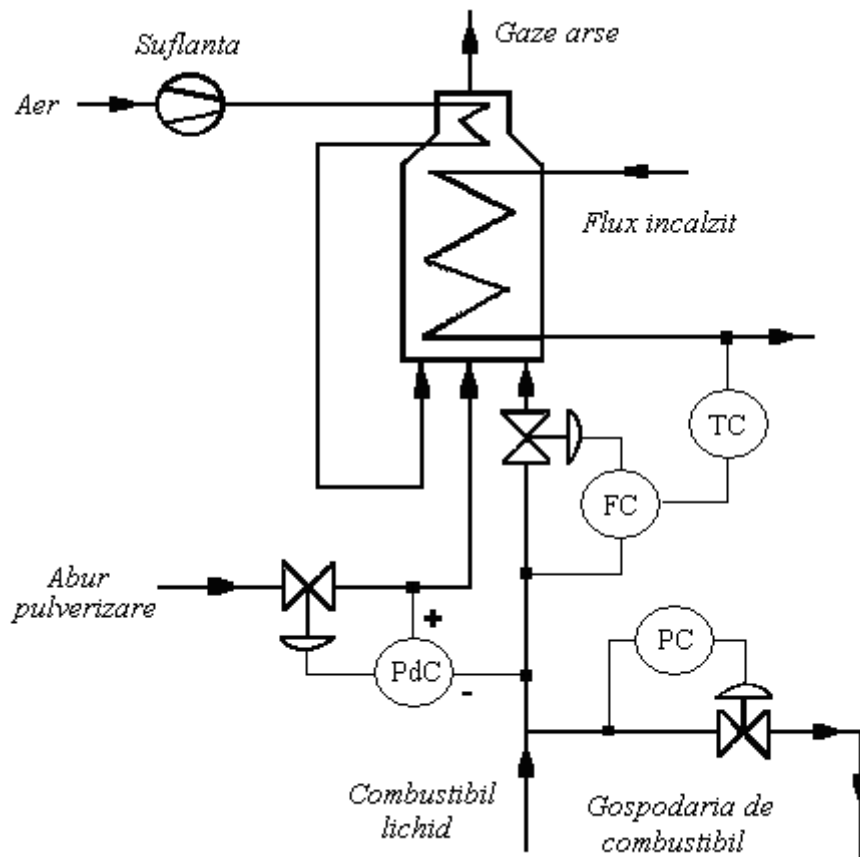 Suflanta
Gaze arse
Aer
Flux incalzit
TC
FC
Abur
pulverizare
+
PdC
-
PC
Combustibil
lichid
Gospodaria de
combustibil